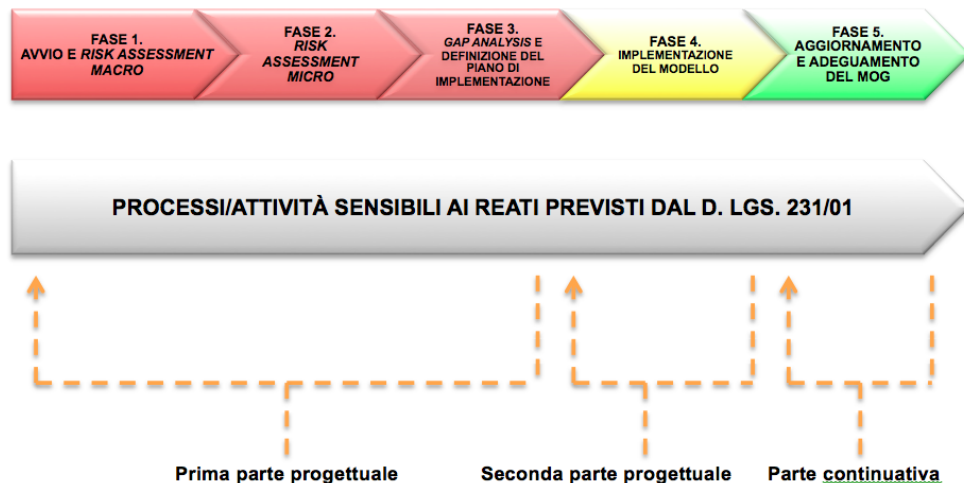 FASE 1.
AVVIO E RISK ASSESSMENT
MACRO
FASE 2.
RISK
ASSESSMENT
MICRO
FASE 3.
GAP ANALYSIS E
DEFINIZIONE DEL
PIANO DI
IMPLEMENTAZIONE
FASE 4.
IMPLEMENTAZIONE
DEL MODELLO
FASE 5.
AGGIORNAMENTO
E ADEGUAMENTO
DEL MOG
PROCESSI/ATTIVITÀ SENSIBILI AI REATI PREVISTI DAL D. LGS. 231/01
Prima parte progettuale
Seconda parte progettuale
Parte continuativa